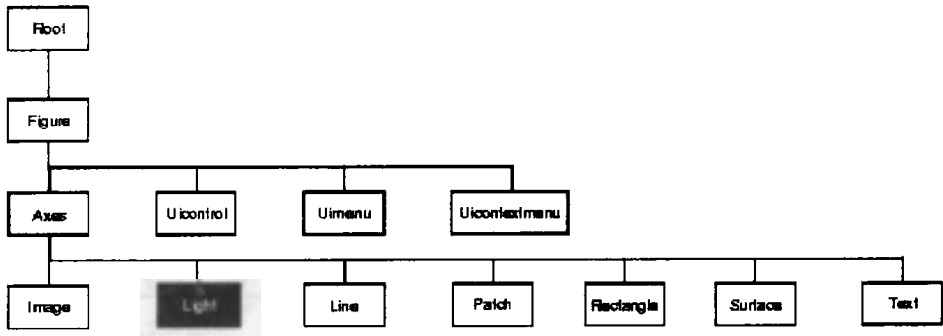 Root
Figure
Axes Uicontrol Uimenu Uicontextmenu
Image Light Line Patch Rectangle Surface Text